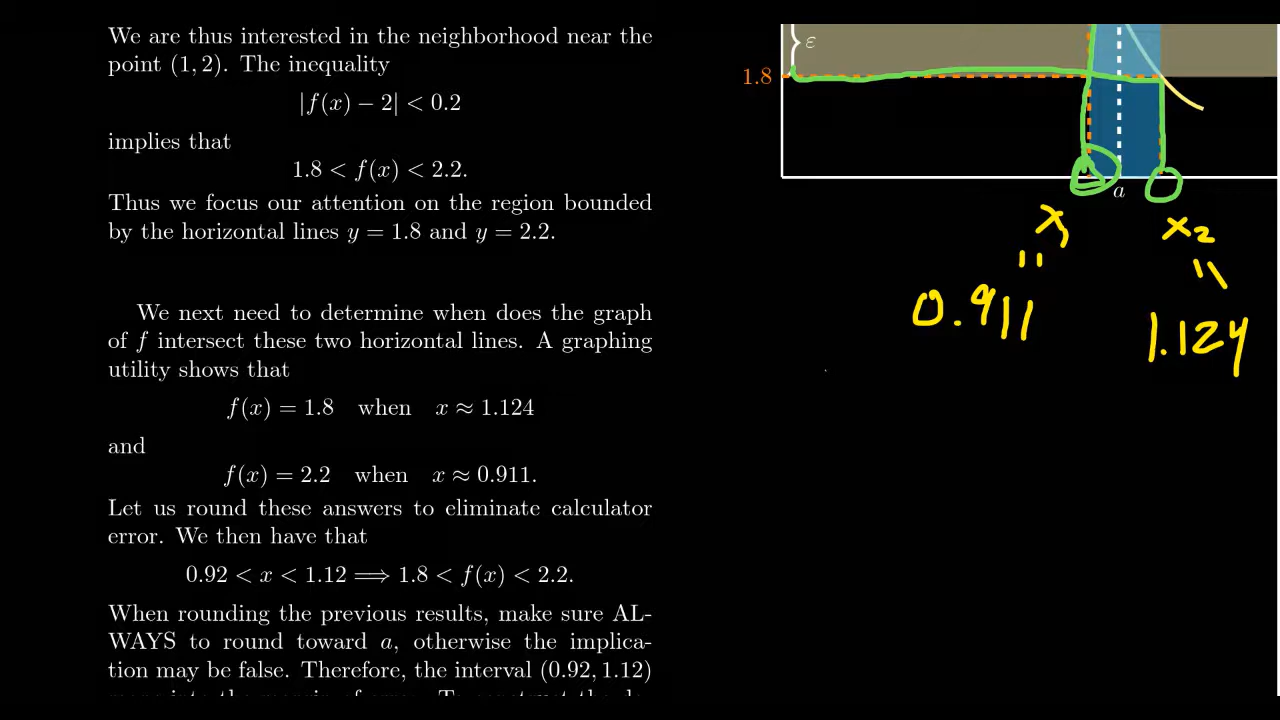 We are thus interested in the neighborhood near the
point (1, 2). The inequality
|f(x) − 2| < 0.2
implies that
1.8 < f(x) < 2.2.
Thus we focus our attention on the region bounded
by the horizontal lines y = 1.8 and y = 2.2.
We next need to determine when does the graph
of f intersect these two horizontal lines. A graphing
utility shows that
f(x) = 1.8 when x ≈ 1.124
and
f(x) = 2.2 when x ≈ 0.911.
Let us round these answers to eliminate calculator
error. We then have that
0.92 < x < 1.12 ⟹ 1.8 < f(x) < 2.2.
When rounding the previous results, make sure AL-
WAYS to round toward a, otherwise the implica-
tion may be false. Therefore, the interval (0.92, 1.12)
ε
1.8
a
x₁ x₂
0.911 1.124